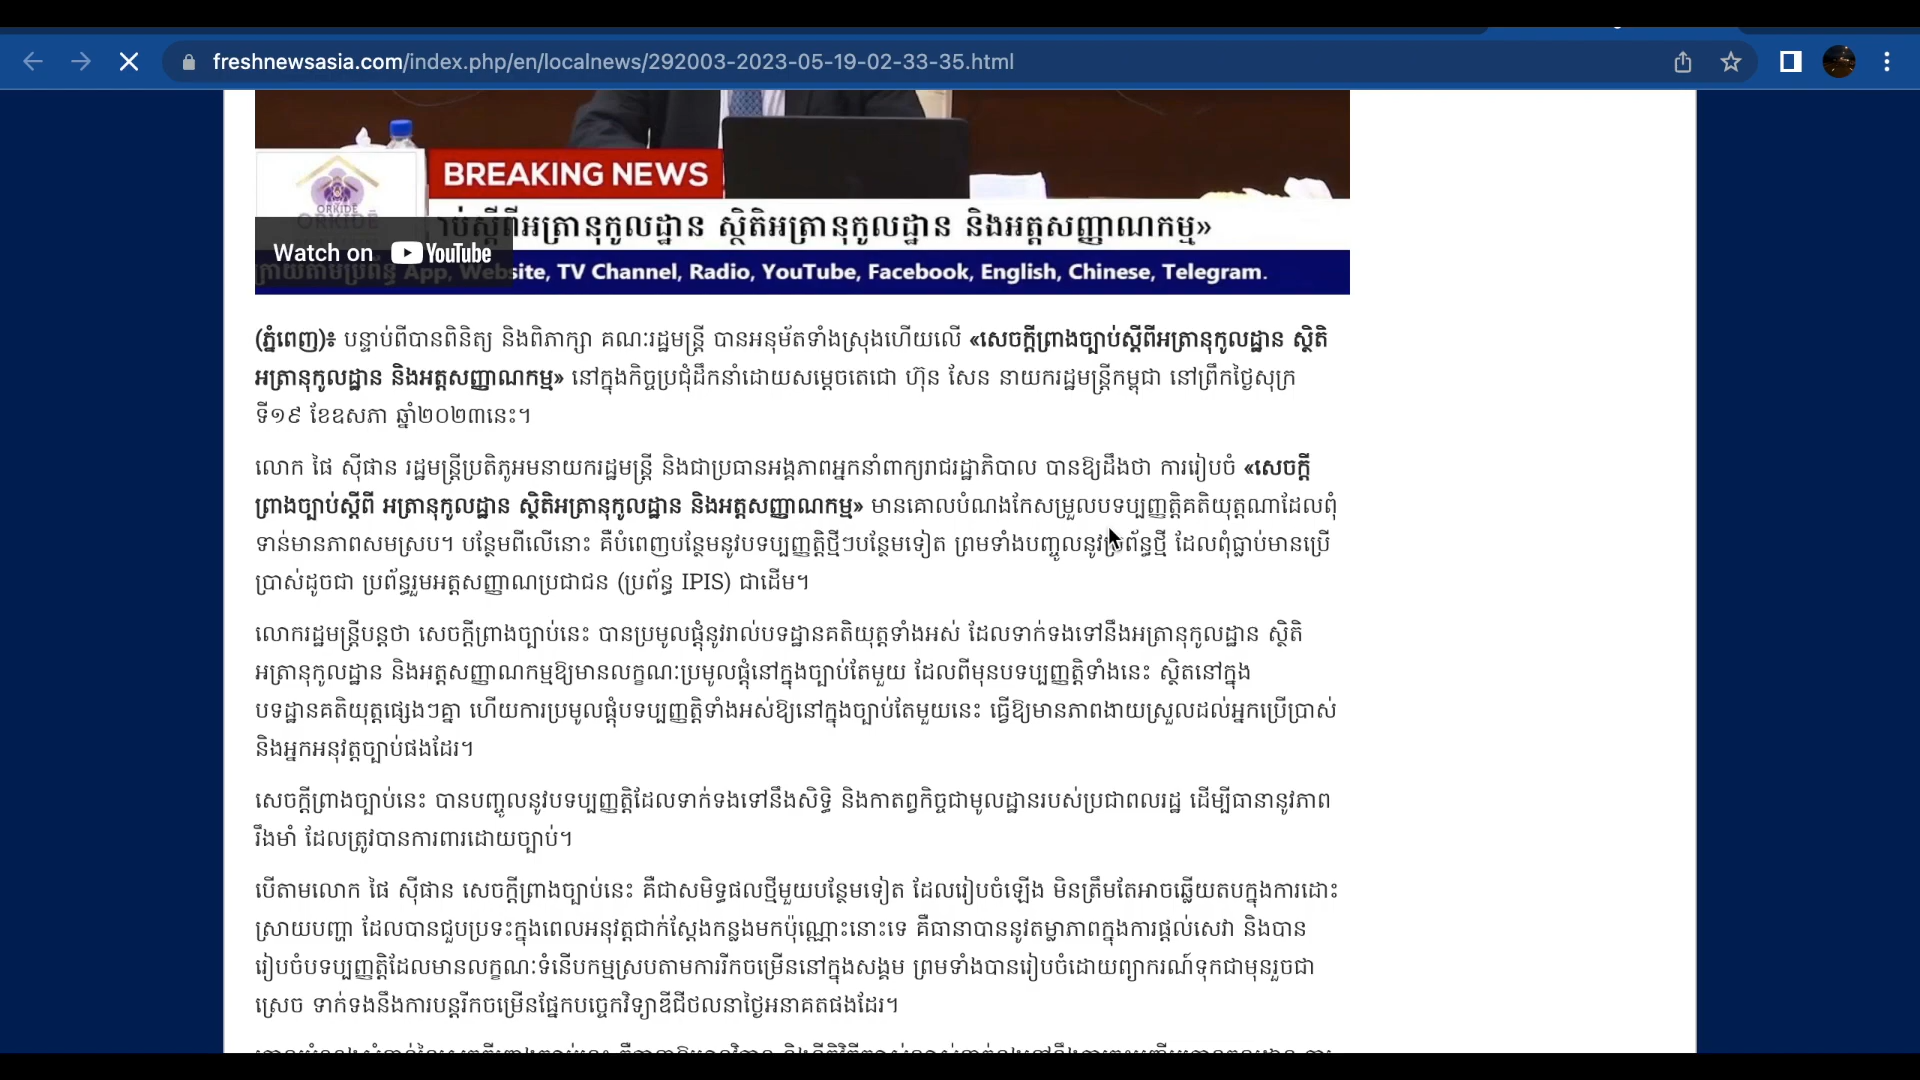 freshnewsasia.com/index.php/en/localnews/292003-2023-05-19-02-33-35.html
BREAKING NEWS
ORKIDE
ពីអត្រានុកូលដ្ឋាន ស្ថិតិអត្រានុកូលដ្ឋាន និងអត្តសញ្ញាណកម្ម»
Watch on YouTube
App, Website, TV Channel, Radio, YouTube, Facebook, English, Chinese, Telegram.
(ភ្នំពេញ)៖ បន្ទាប់ពីបានពិនិត្យ និងពិភាក្សា គណៈរដ្ឋមន្ត្រី បានអនុម័តទាំងស្រុងហើយលើ «សេចក្តីព្រាងច្បាប់ស្តីពីអត្រានុកូលដ្ឋាន ស្ថិតិ
អត្រានុកូលដ្ឋាន និងអត្តសញ្ញាណកម្ម» នៅក្នុងកិច្ចប្រជុំដឹកនាំដោយសម្តេចតេជោ ហ៊ុន សែន នាយករដ្ឋមន្ត្រីកម្ពុជា នៅព្រឹកថ្ងៃសុក្រ
ទី១៩ ខែឧសភា ឆ្នាំ២០២៣នេះ។
លោក ផៃ ស៊ីផាន រដ្ឋមន្ត្រីប្រតិភូអមនាយករដ្ឋមន្ត្រី និងជាប្រធានអង្គភាពអ្នកនាំពាក្យរាជរដ្ឋាភិបាល បានឱ្យដឹងថា ការរៀបចំ «សេចក្តី
ព្រាងច្បាប់ស្តីពី អត្រានុកូលដ្ឋាន ស្ថិតិអត្រានុកូលដ្ឋាន និងអត្តសញ្ញាណកម្ម» មានគោលបំណងកែសម្រួលបទប្បញ្ញត្តិគតិយុត្តណាដែលពុំ
ទាន់មានភាពសមស្រប។ បន្ថែមពីលើនោះ គឺបំពេញបន្ថែមនូវបទប្បញ្ញត្តិថ្មីៗបន្ថែមទៀត ព្រមទាំងបញ្ចូលនូវប្រព័ន្ធថ្មី ដែលពុំធ្លាប់មានប្រើ
ប្រាស់ដូចជា ប្រព័ន្ធរួមអត្តសញ្ញាណប្រជាជន (ប្រព័ន្ធ IPIS) ជាដើម។
លោករដ្ឋមន្ត្រីបន្តថា សេចក្តីព្រាងច្បាប់នេះ បានប្រមូលផ្តុំនូវរាល់បទដ្ឋានគតិយុត្តទាំងអស់ ដែលទាក់ទងទៅនឹងអត្រានុកូលដ្ឋាន ស្ថិតិ
អត្រានុកូលដ្ឋាន និងអត្តសញ្ញាណកម្មឱ្យមានលក្ខណៈប្រមូលផ្តុំនៅក្នុងច្បាប់តែមួយ ដែលពីមុនបទប្បញ្ញត្តិទាំងនេះ ស្ថិតនៅក្នុង
បទដ្ឋានគតិយុត្តផ្សេងៗគ្នា ហើយការប្រមូលផ្តុំបទប្បញ្ញត្តិទាំងអស់ឱ្យនៅក្នុងច្បាប់តែមួយនេះ ធ្វើឱ្យមានភាពងាយស្រួលដល់អ្នកប្រើប្រាស់
និងអ្នកអនុវត្តច្បាប់ផងដែរ។
សេចក្តីព្រាងច្បាប់នេះ បានបញ្ចូលនូវបទប្បញ្ញត្តិដែលទាក់ទងទៅនឹងសិទ្ធិ និងកាតព្វកិច្ចជាមូលដ្ឋានរបស់ប្រជាពលរដ្ឋ ដើម្បីធានានូវភាព
រឹងមាំ ដែលត្រូវបានការពារដោយច្បាប់។
បើតាមលោក ផៃ ស៊ីផាន សេចក្តីព្រាងច្បាប់នេះ គឺជាសមិទ្ធផលថ្មីមួយបន្ថែមទៀត ដែលរៀបចំឡើង មិនត្រឹមតែអាចឆ្លើយតបក្នុងការដោះ
ស្រាយបញ្ហា ដែលបានជួបប្រទះក្នុងពេលអនុវត្តជាក់ស្តែងកន្លងមកប៉ុណ្ណោះនោះទេ គឺធានាបាននូវតម្លាភាពក្នុងការផ្តល់សេវា និងបាន
រៀបចំបទប្បញ្ញត្តិដែលមានលក្ខណៈទំនើបកម្មស្របតាមការរីកចម្រើននៅក្នុងសង្គម ព្រមទាំងបានរៀបចំដោយព្យាករណ៍ទុកជាមុនរួចជា
ស្រេច ទាក់ទងនឹងការបន្តរីកចម្រើនផ្នែកបច្ចេកវិទ្យាឌីជីថលនាថ្ងៃអនាគតផងដែរ។